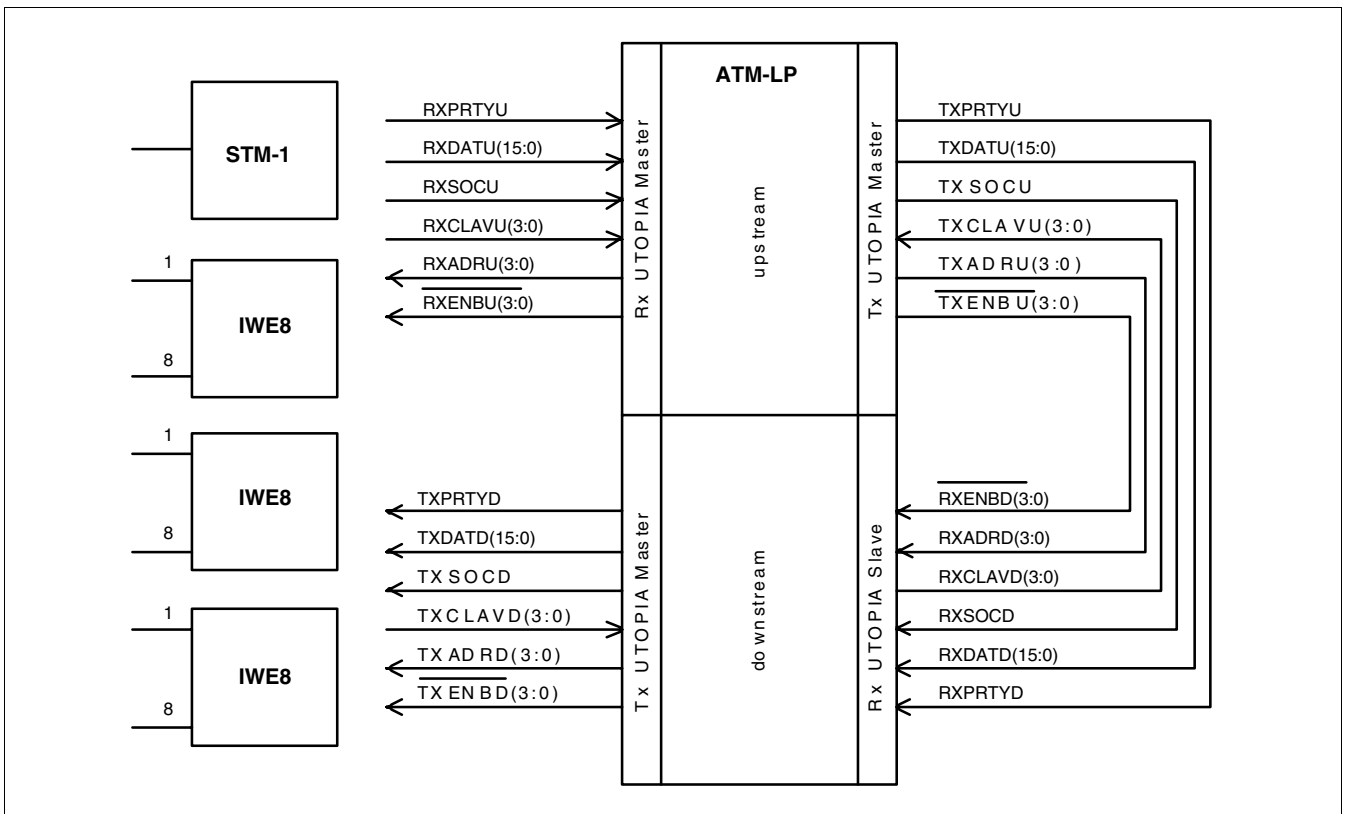 STM-1
1
IWE8
8
1
IWE8
8
1
IWE8
8
RXPRTYU
RXDATU(15:0)
RXSOCU
RXCLAVU(3:0)
RXADRU(3:0)
RXENBU(3:0)
TXPRTYD
TXDATD(15:0)
TXSOCD
TXCLAVD(3:0)
TXADRD(3:0)
TXENBD(3:0)
Rx UTOPIA Master
Tx UTOPIA Master
ATM-LP
upstream
downstream
Tx UTOPIA Master
Rx UTOPIA Slave
TXPRTYU
TXDATU(15:0)
TXSOCU
TXCLAVU(3:0)
TXADRU(3:0)
TXENBU(3:0)
RXENBD(3:0)
RXADRD(3:0)
RXCLAVD(3:0)
RXSOCD
RXDATD(15:0)
RXPRTYD